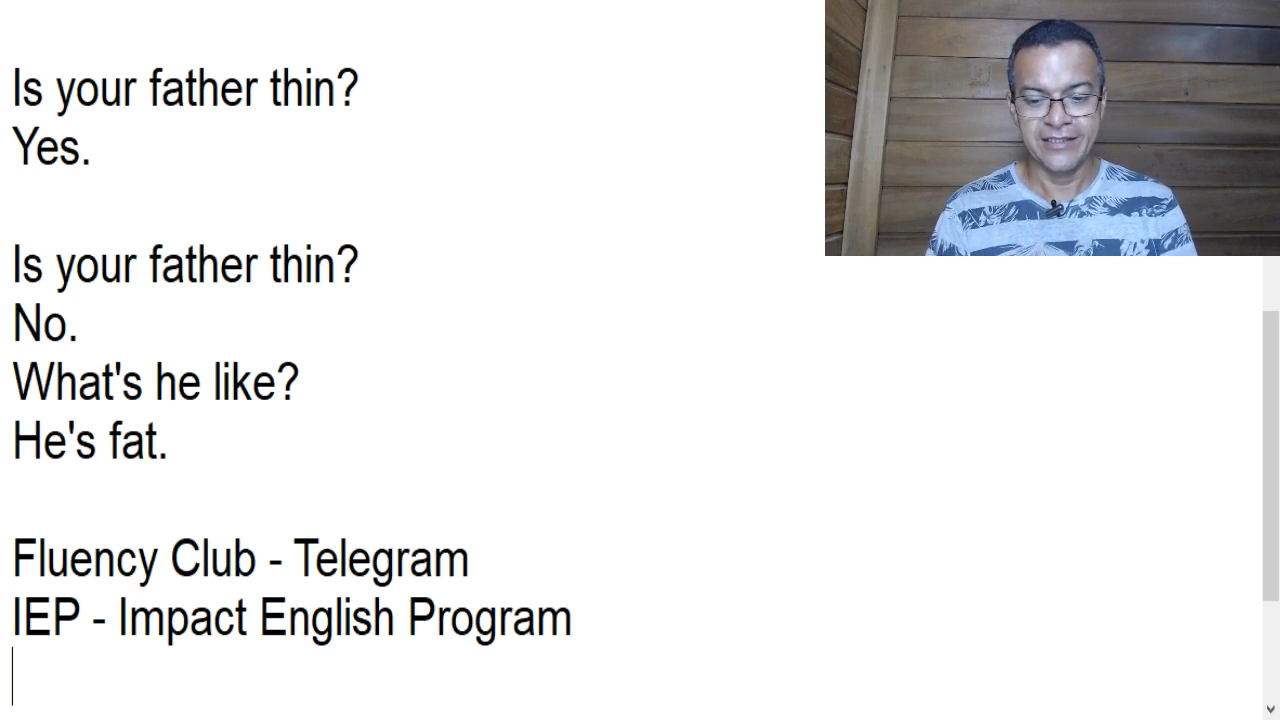 Is your father thin?
Yes.
Is your father thin?
No.
What's he like?
He's fat.
Fluency Club - Telegram
IEP - Impact English Program